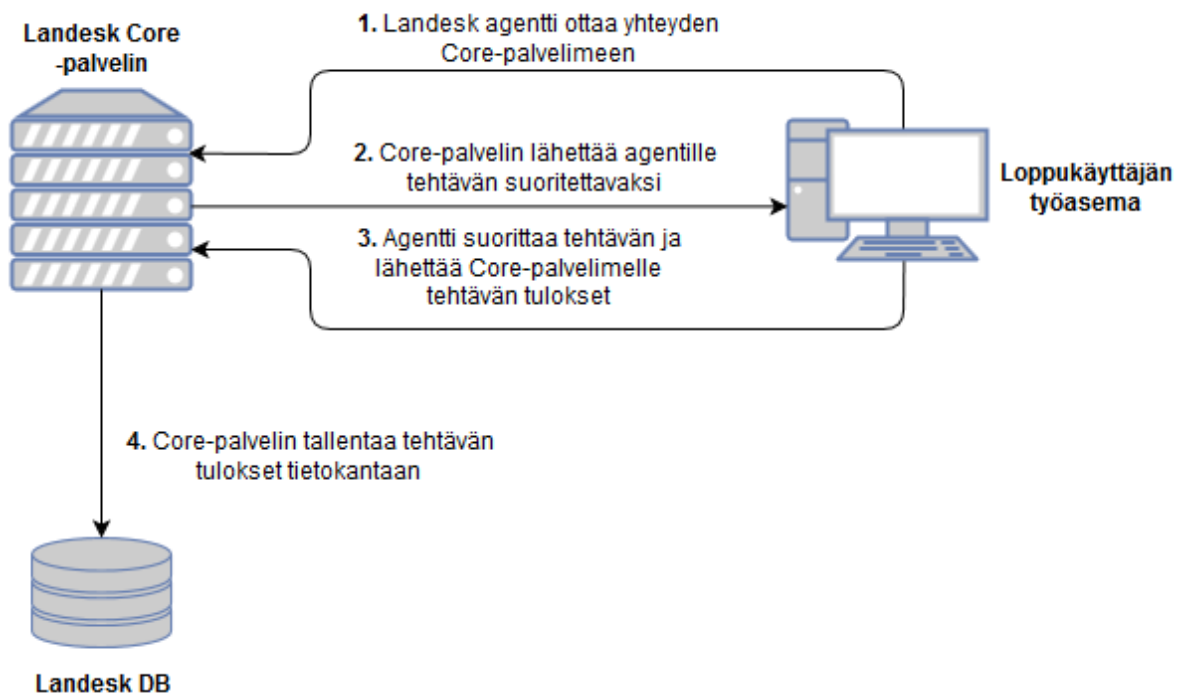 Landesk Core
-palvelin
1. Landesk agentti ottaa yhteyden
Core-palvelimeen
2. Core-palvelin lähettää agentille
tehtävän suoritettavaksi
Loppukäyttäjän
työasema
3. Agentti suorittaa tehtävän ja
lähettää Core-palvelimelle
tehtävän tulokset
4. Core-palvelin tallentaa tehtävän
tulokset tietokantaan
Landesk DB